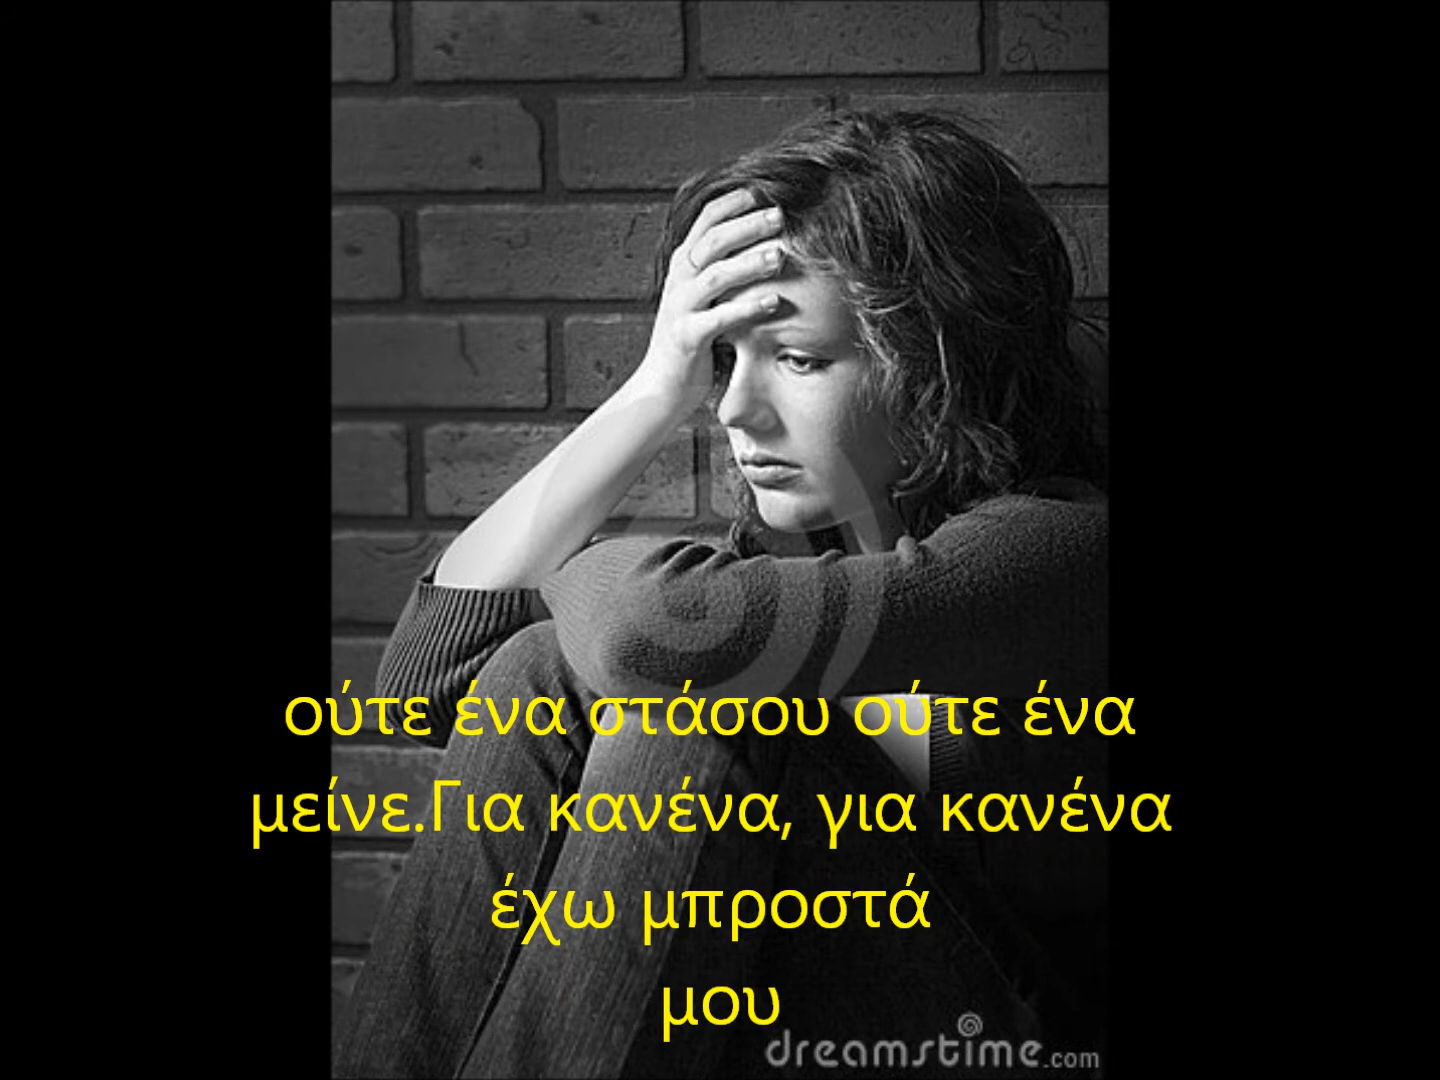 ούτε ένα στάσου ούτε ένα
μείνε.Για κανένα, για κανένα
έχω μπροστά
μου
dreamstime.com